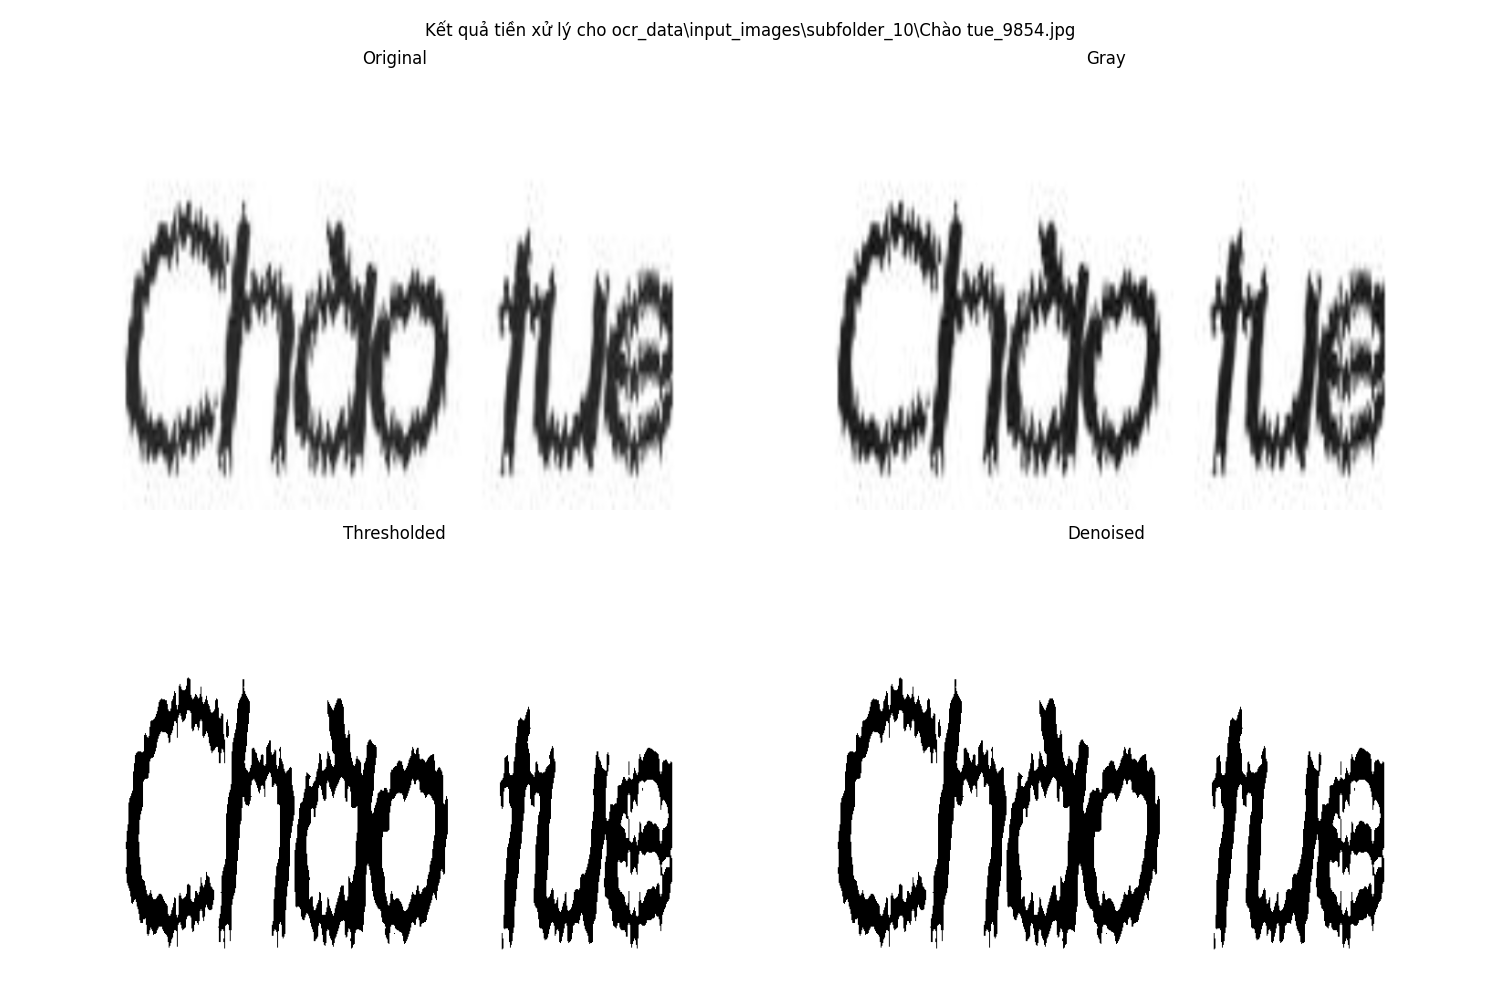 Kết quả tiền xử lý cho ocr_data\input_images\subfolder_10\Chào tue_9854.jpg
Original
Gray
Chào tue
Chào tue
Thresholded
Denoised
Chào tue
Chào tue